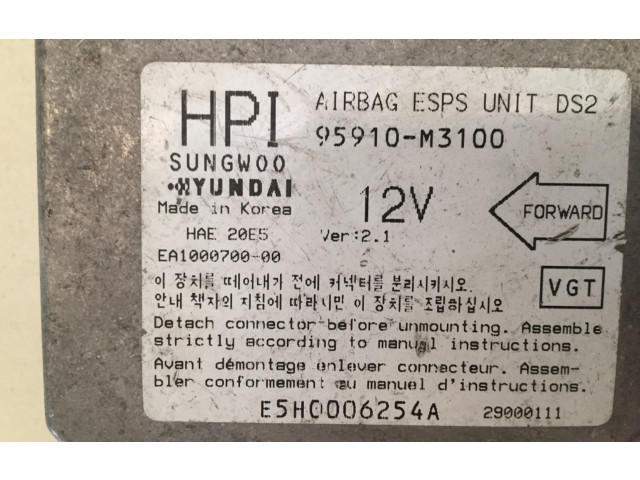 HPI
AIRBAG ESPS UNIT DS2
95910-M3100
SUNGWOO
HYUNDAI
Made in Korea
12V
FORWARD
HAE 20E5
Ver:2.1
EA1000700-00
VGT
이 장치를 떼어내기 전에 커넥터를 분리시키시오.
안내 책자의 지침에 따라 이 장치를 조립하십시오
Detach connector before unmounting. Assemble
strictly according to manual instructions.
Avant démontage enlever connecteur. Assem-
bler conformement au manuel d'instructions.
E5H0006254A
29000111